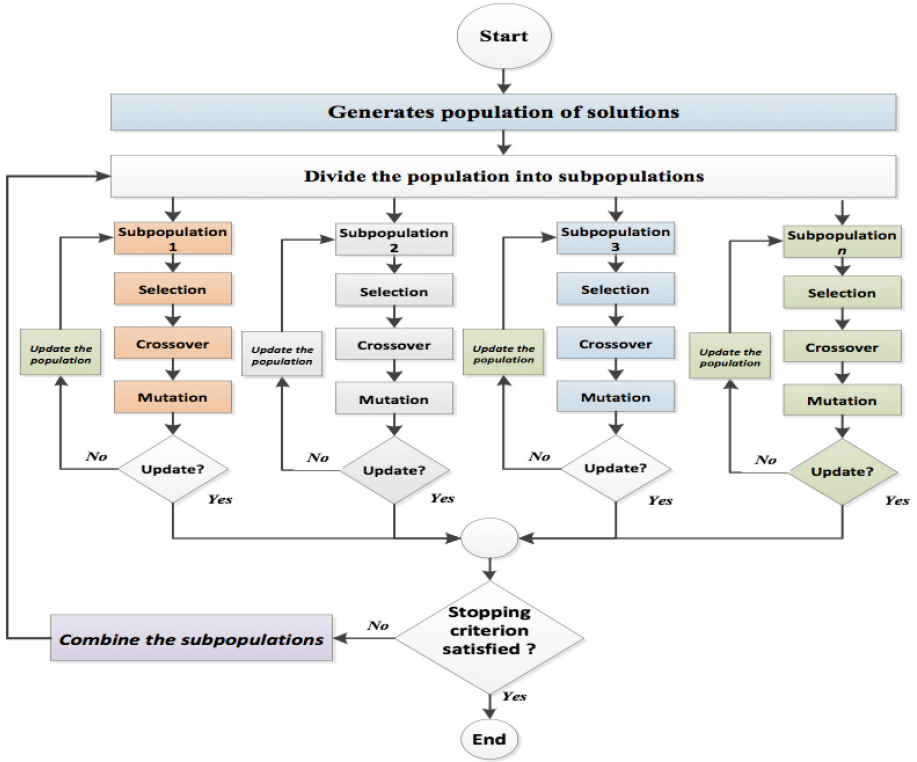 Start
Generates population of solutions
Divide the population into subpopulations
Subpopulation
1
Selection
Crossover
Mutation
Update?
Update the
population
No
Yes
Subpopulation
2
Selection
Crossover
Mutation
Update?
Update the
population
No
Yes
Subpopulation
3
Selection
Crossover
Mutation
Update?
Update the
population
No
Yes
Subpopulation
n
Selection
Crossover
Mutation
Update?
Update the
population
No
Yes
Stopping
criterion
satisfied ?
No
Combine the subpopulations
Yes
End